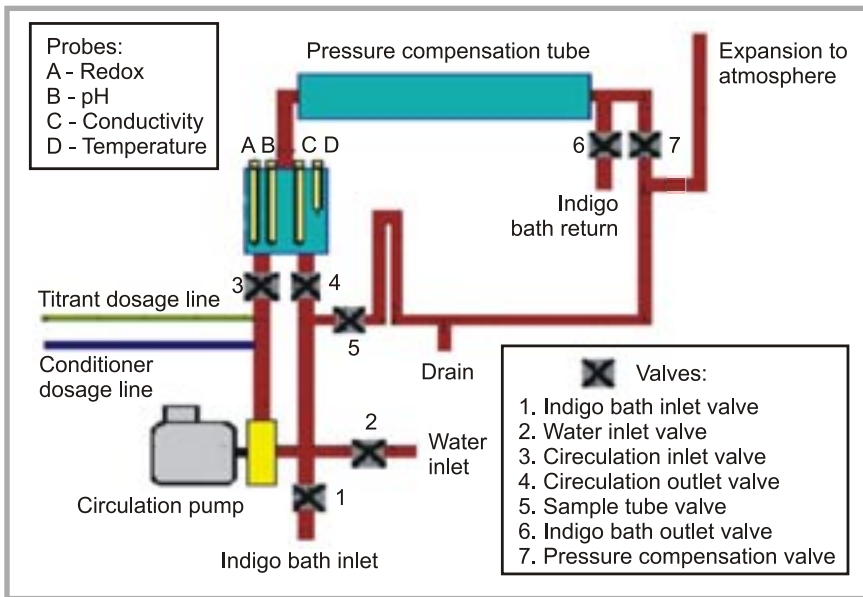 Probes:
A - Redox
B - pH
C - Conductivity
D - Temperature
Pressure compensation tube
Expansion to
atmosphere
A B C D
6
7
Indigo
bath return
3
4
Titrant dosage line
5
Conditioner
dosage line
Drain
2
Water
inlet
Circulation pump
1
Indigo bath inlet
Valves:
1. Indigo bath inlet valve
2. Water inlet valve
3. Cireculation inlet valve
4. Cireculation outlet valve
5. Sample tube valve
6. Indigo bath outlet valve
7. Pressure compensation valve